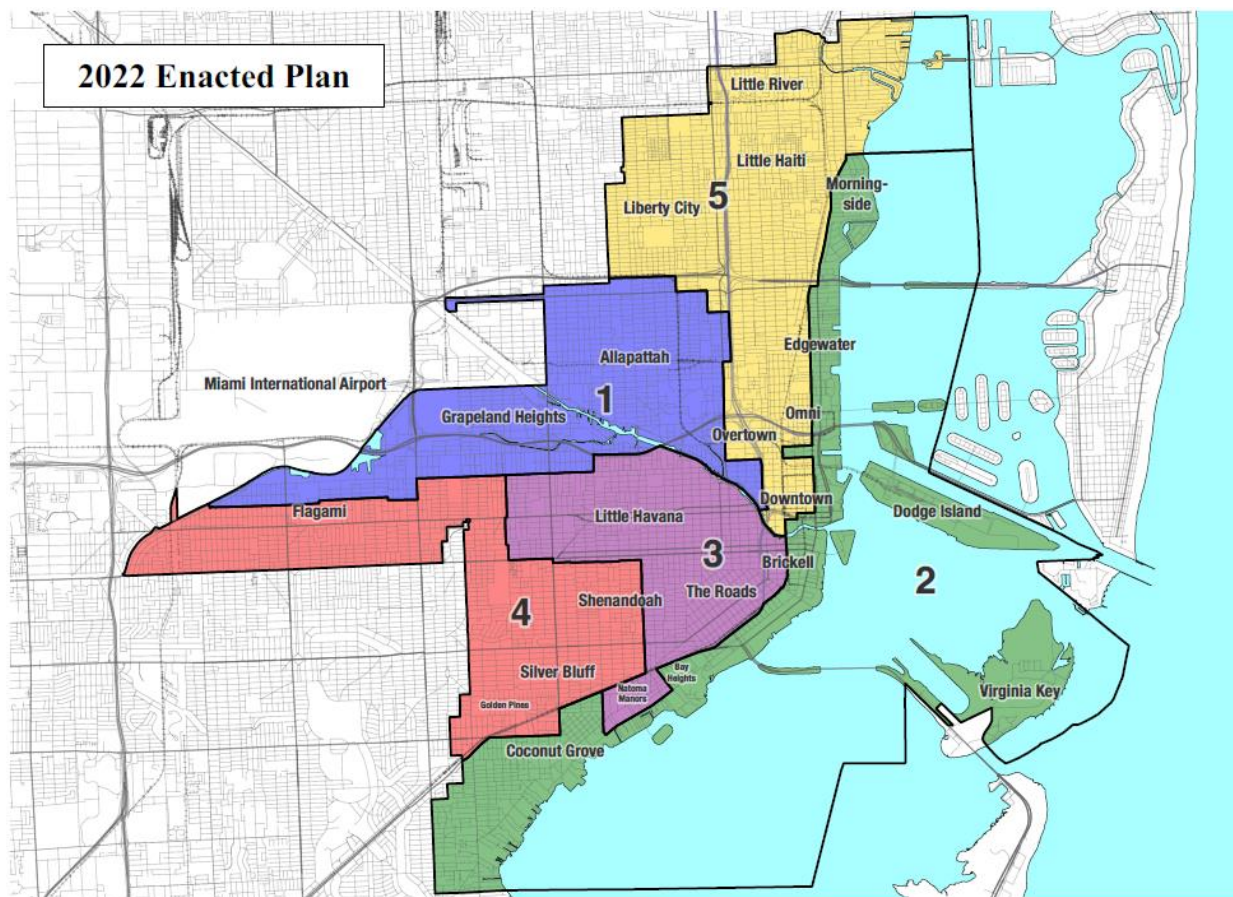 2022 Enacted Plan
Little River
Little Haiti
Morning-
side
5
Liberty City
Edgewater
Allapattah
Miami International Airport
1
Grapeland Heights
Omni
Overtown
Downtown
Dodge Island
Flagami
Little Havana
3
Brickell
2
The Roads
Shenandoah
4
Silver Bluff
Bay
Heights
Natoma
Manors
Virginia Key
Golden Pines
Coconut Grove